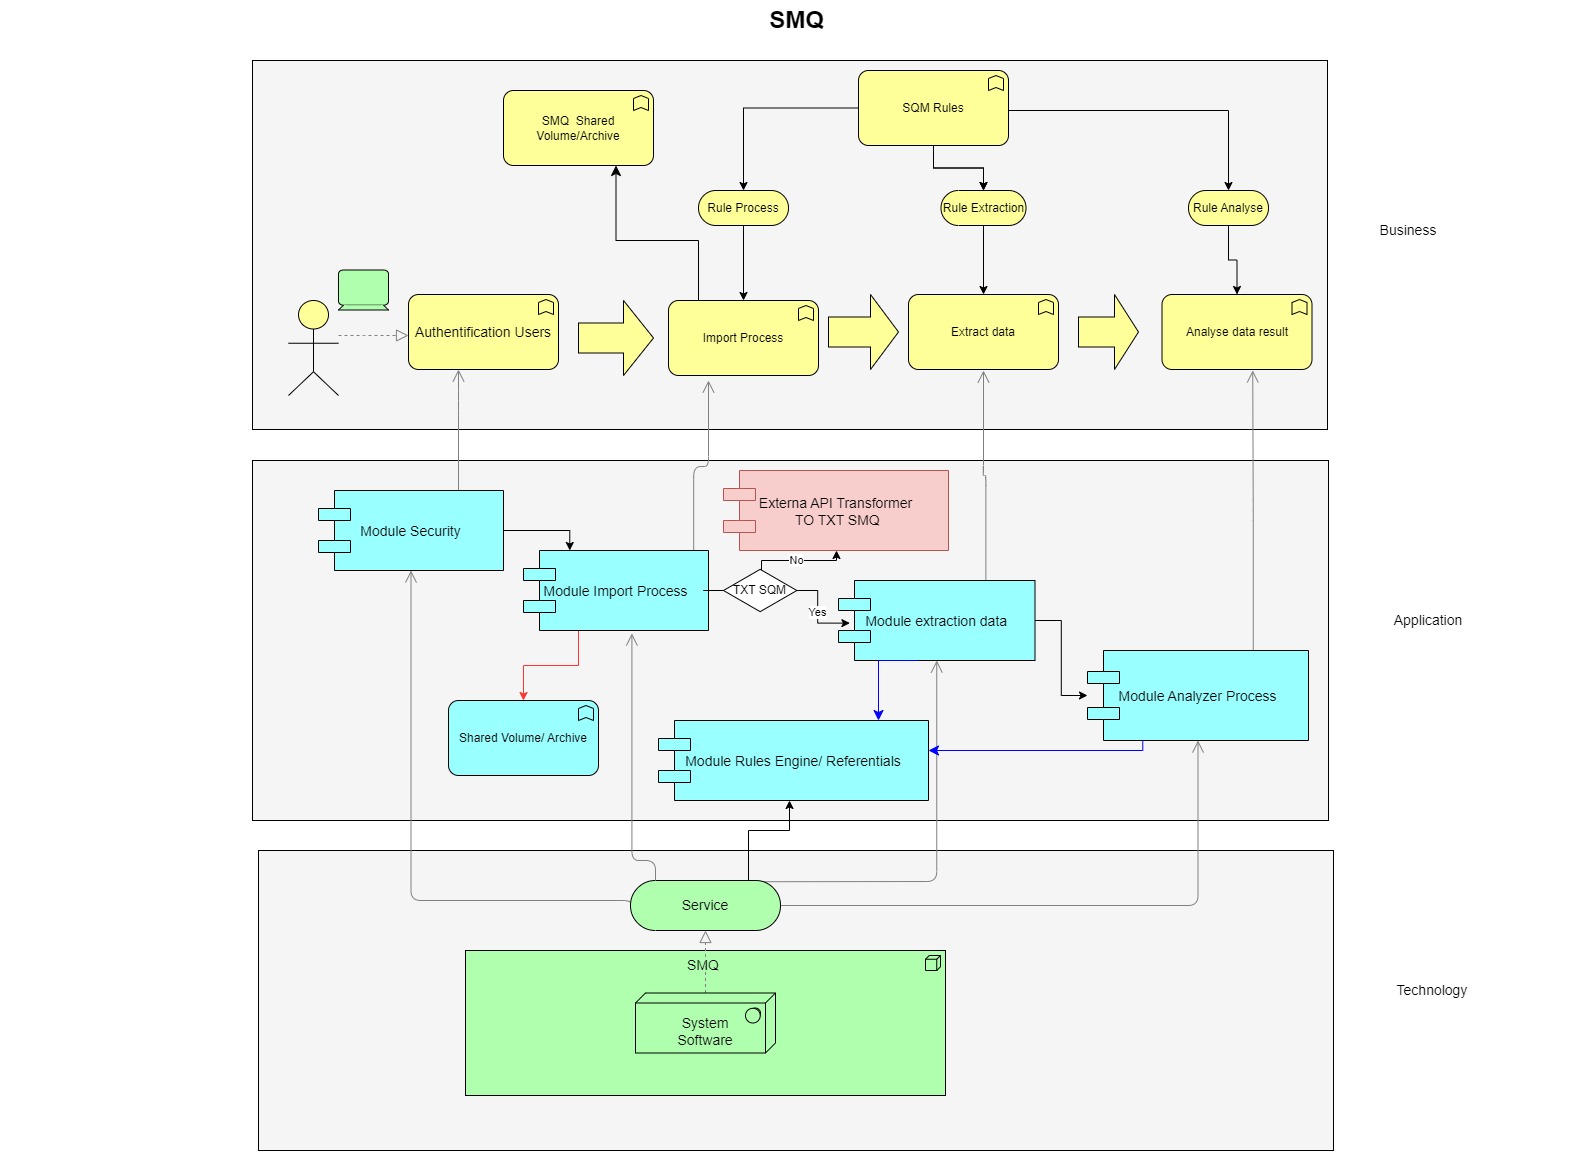 SMQ
SMQ  Shared
Volume/Archive
SQM Rules
Rule Process
Rule Extraction
Rule Analyse
Business
Authentification Users
Import Process
Extract data
Analyse data result
Externa API Transformer
TO TXT SMQ
Module Security
No
Module Import Process
TXT SQM
Yes
Module extraction data
Application
Module Analyzer Process
Shared Volume/ Archive
Module Rules Engine/ Referentials
Service
SMQ
Technology
System
Software